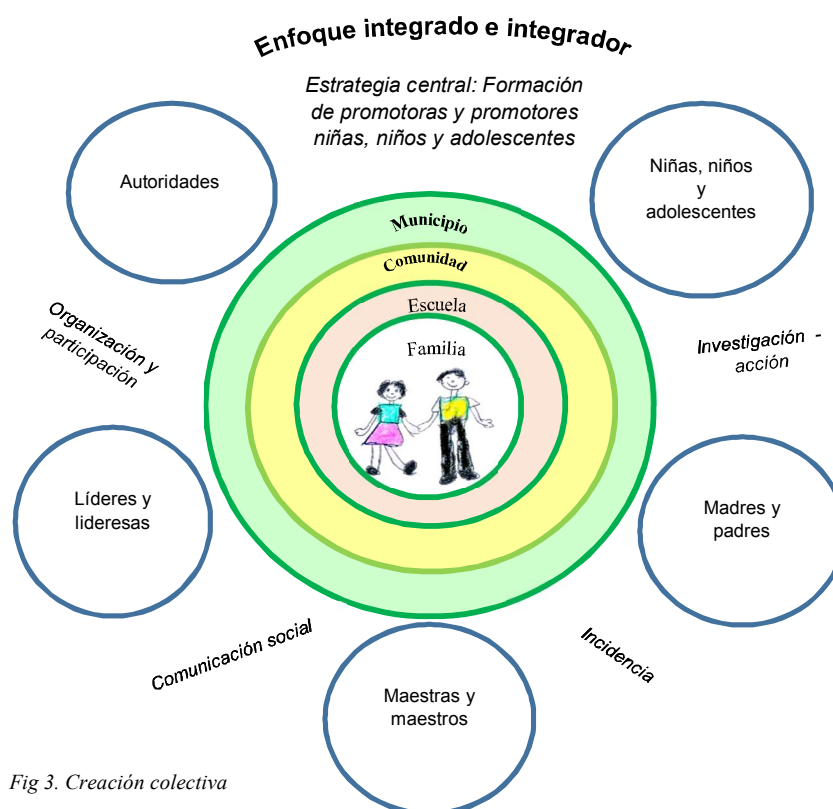 Enfoque integrado e integrador
Estrategia central: Formación
de promotoras y promotores
niñas, niños y adolescentes
Autoridades
Niñas, niños
y
adolescentes
Municipio
Comunidad
Escuela
Familia
Organización y
participación
Investigación -
acción
Líderes y
lideresas
Madres y
padres
Comunicación social
Incidencia
Maestras y
maestros
Fig 3. Creación colectiva